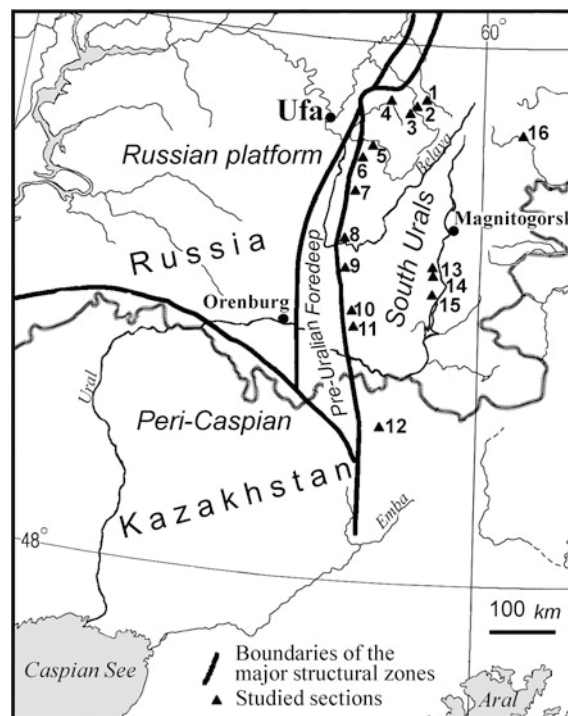 60°
1
4
2
3
Ufa
16
5
Russian platform
6
Belaya
7
Magnitogorsk
8
Russia
South Urals
9
13
14
Pre-Uralian Foredeep
15
Orenburg
10
11
Ural
Peri-Caspian
12
Kazakhstan
Emba
48°
100 km
Boundaries of the
major structural zones
Caspian See
Studied sections
Aral